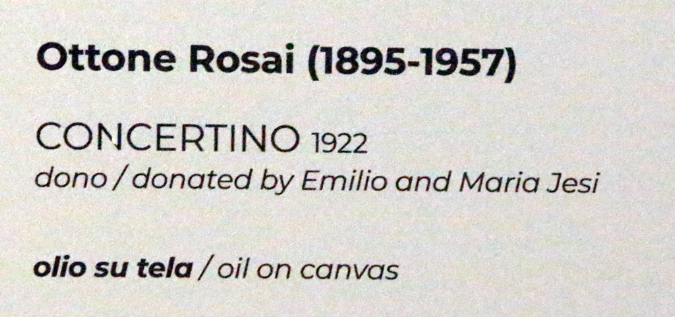 Ottone Rosai (1895-1957)
CONCERTINO 1922
dono / donated by Emilio and Maria Jesi
olio su tela / oil on canvas